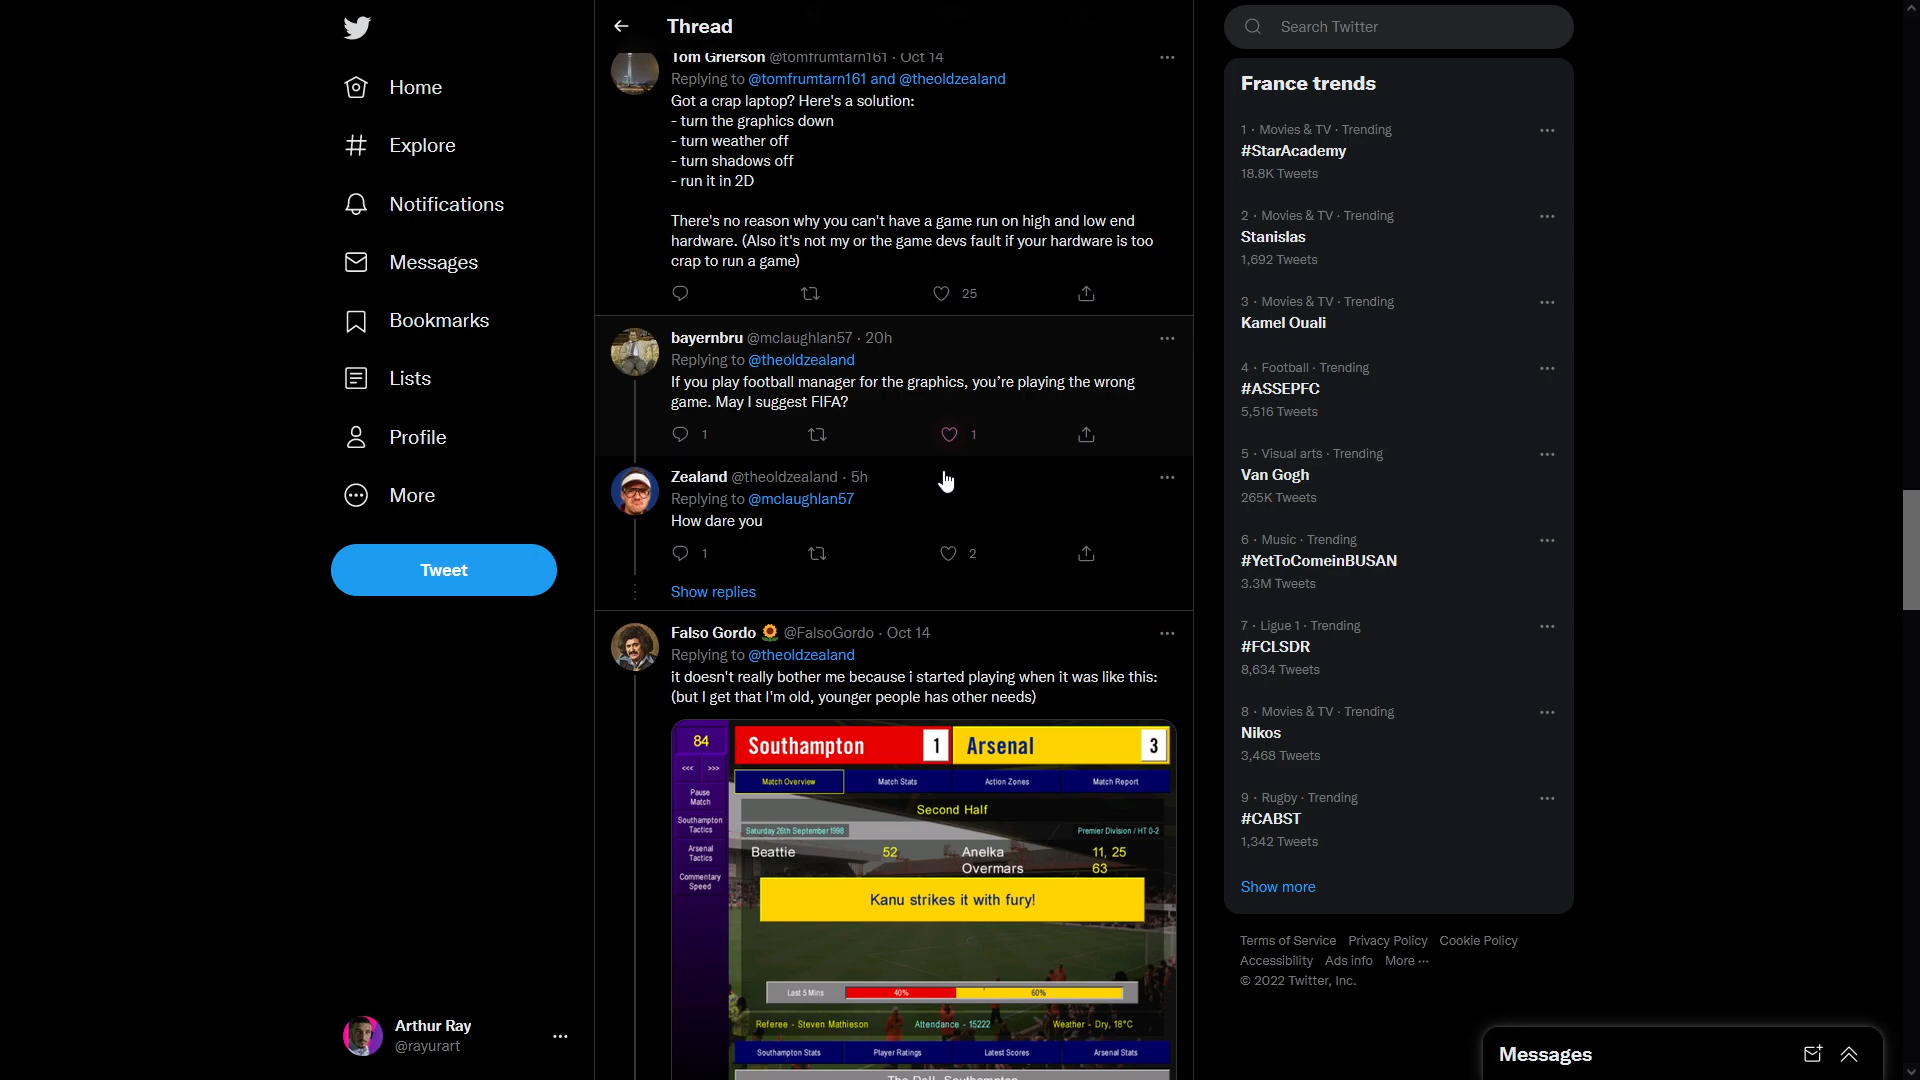 Home
Explore
Notifications
Messages
Bookmarks
Lists
Profile
More
Tweet
Arthur Ray
@rayurart
Thread
Tom Grierson @tomfrumtarn161 · Oct 14
Replying to @tomfrumtarn161 and @theoldzealand
Got a crap laptop? Here's a solution:
- turn the graphics down
- turn weather off
- turn shadows off
- run it in 2D
There's no reason why you can't have a game run on high and low end
hardware. (Also it's not my or the game devs fault if your hardware is too
crap to run a game)
25
bayernbru @mclaughlan57 · 20h
Replying to @theoldzealand
If you play football manager for the graphics, you’re playing the wrong
game. May I suggest FIFA?
1 1
Zealand @theoldzealand · 5h
Replying to @mclaughlan57
How dare you
1 2
Show replies
Falso Gordo 🌻 @FalsoGordo · Oct 14
Replying to @theoldzealand
it doesn't really bother me because i started playing when it was like this:
(but I get that I'm old, younger people has other needs)
84
<<< >>>
Pause
Match
Southampton
Tactics
Arsenal
Tactics
Commentary
Speed
Southampton 1 Arsenal 3
Match Overview Match Stats Action Zones Match Report
Second Half
Saturday 26th September 1998 Premier Division / HT 0-2
Beattie 52 Anelka 11, 25
Overmars 63
Kanu strikes it with fury!
Last 5 Mins 40% 60%
Referee - Steven Mathieson Attendance - 15222 Weather - Dry, 18°C
Southampton Stats Player Ratings Latest Scores Arsenal Stats
The Dell, Southampton
Search Twitter
France trends
1 · Movies & TV · Trending
#StarAcademy
18.8K Tweets
2 · Movies & TV · Trending
Stanislas
1,692 Tweets
3 · Movies & TV · Trending
Kamel Ouali
4 · Football · Trending
#ASSEPFC
5,516 Tweets
5 · Visual arts · Trending
Van Gogh
265K Tweets
6 · Music · Trending
#YetToComeinBUSAN
3.3M Tweets
7 · Ligue 1 · Trending
#FCLSDR
8,634 Tweets
8 · Movies & TV · Trending
Nikos
3,468 Tweets
9 · Rugby · Trending
#CABST
1,342 Tweets
Show more
Terms of Service Privacy Policy Cookie Policy
Accessibility Ads info More ···
© 2022 Twitter, Inc.
Messages